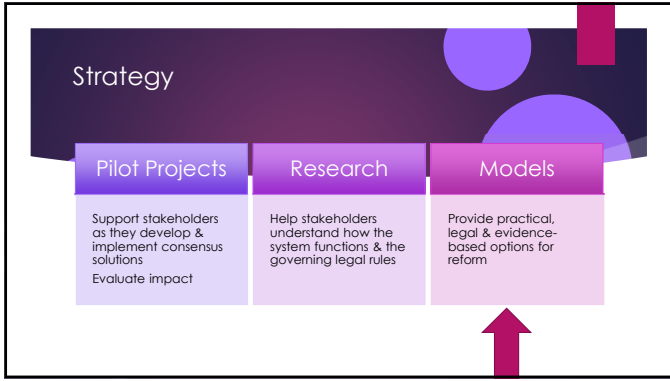 Strategy
Pilot Projects
Support stakeholders
as they develop &
implement consensus
solutions
Evaluate impact
Research
Help stakeholders
understand how the
system functions & the
governing legal rules
Models
Provide practical,
legal & evidence-
based options for
reform